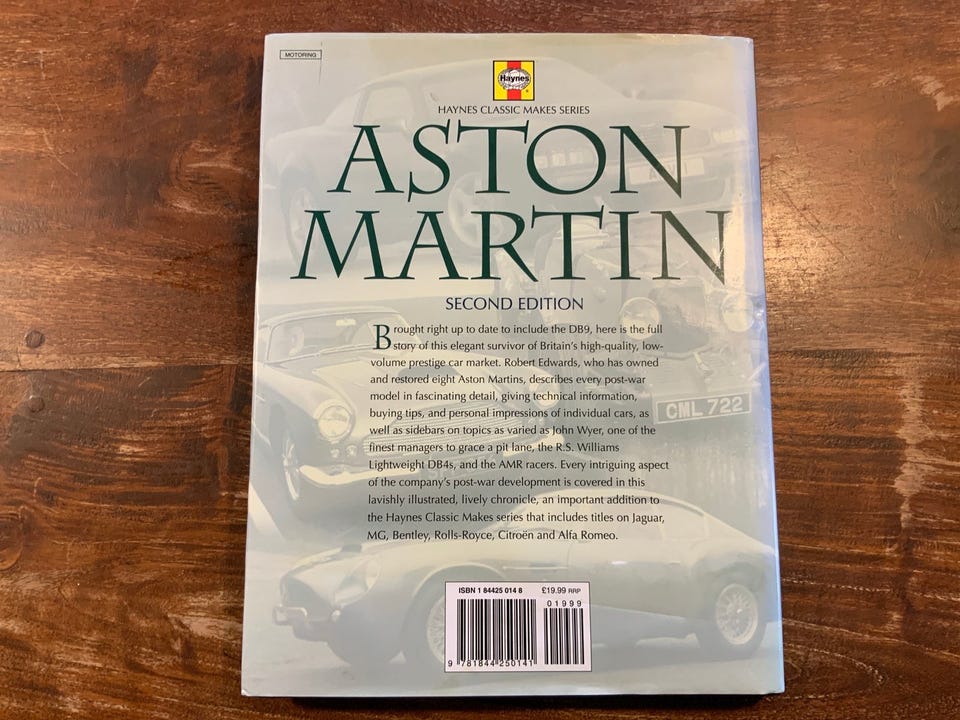 MOTORING
Haynes
HAYNES CLASSIC MAKES SERIES
ASTON
MARTIN
SECOND EDITION
Brought right up to date to include the DB9, here is the full
story of this elegant survivor of Britain's high-quality, low-
volume prestige car market. Robert Edwards, who has owned
and restored eight Aston Martins, describes every post-war
model in fascinating detail, giving technical information,
buying tips, and personal impressions of individual cars, as
well as sidebars on topics as varied as John Wyer, one of the
finest managers to grace a pit lane, the R.S. Williams
Lightweight DB4s, and the AMR racers. Every intriguing aspect
of the company's post-war development is covered in this
lavishly illustrated, lively chronicle, an important addition to
the Haynes Classic Makes series that includes titles on Jaguar,
MG, Bentley, Rolls-Royce, Citroën and Alfa Romeo.
CML 722
ISBN 1 84425 014 8 £19.99 RRP
01999
9 781844 250141